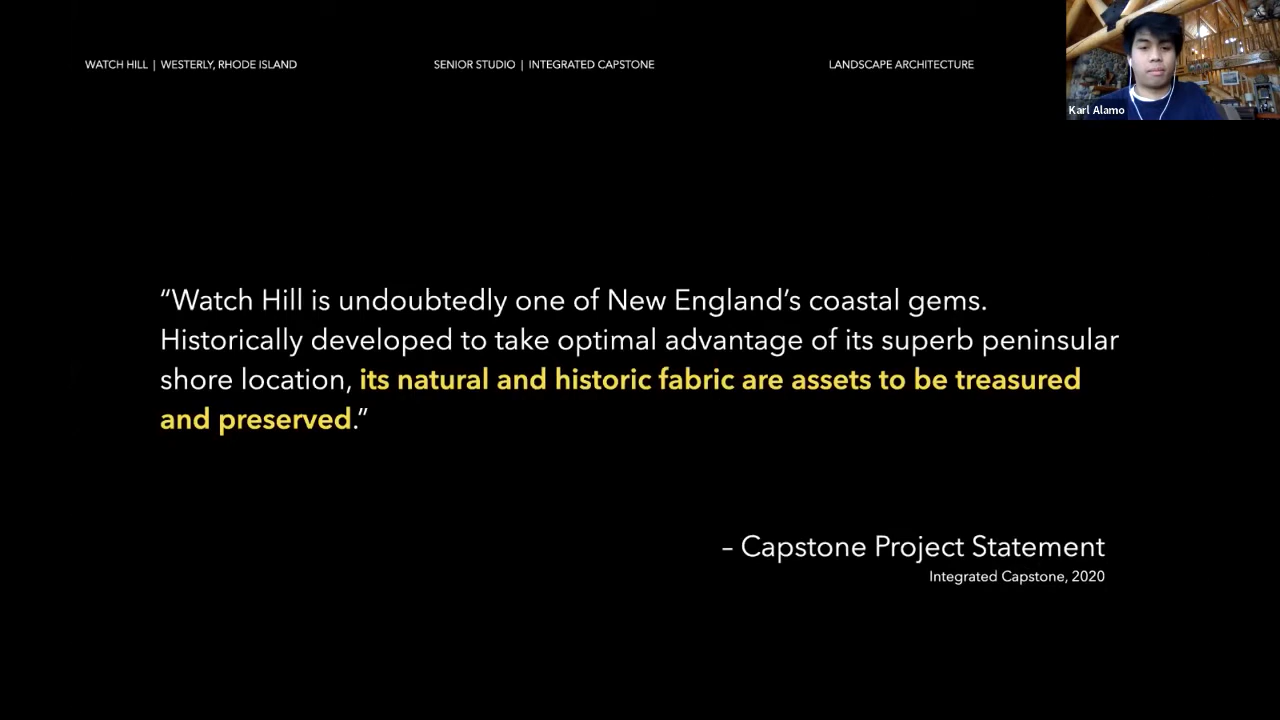 WATCH HILL | WESTERLY, RHODE ISLAND
SENIOR STUDIO | INTEGRATED CAPSTONE
LANDSCAPE ARCHITECTURE
Karl Alamo
“Watch Hill is undoubtedly one of New England’s coastal gems.
Historically developed to take optimal advantage of its superb peninsular
shore location, its natural and historic fabric are assets to be treasured
and preserved.”
– Capstone Project Statement
Integrated Capstone, 2020